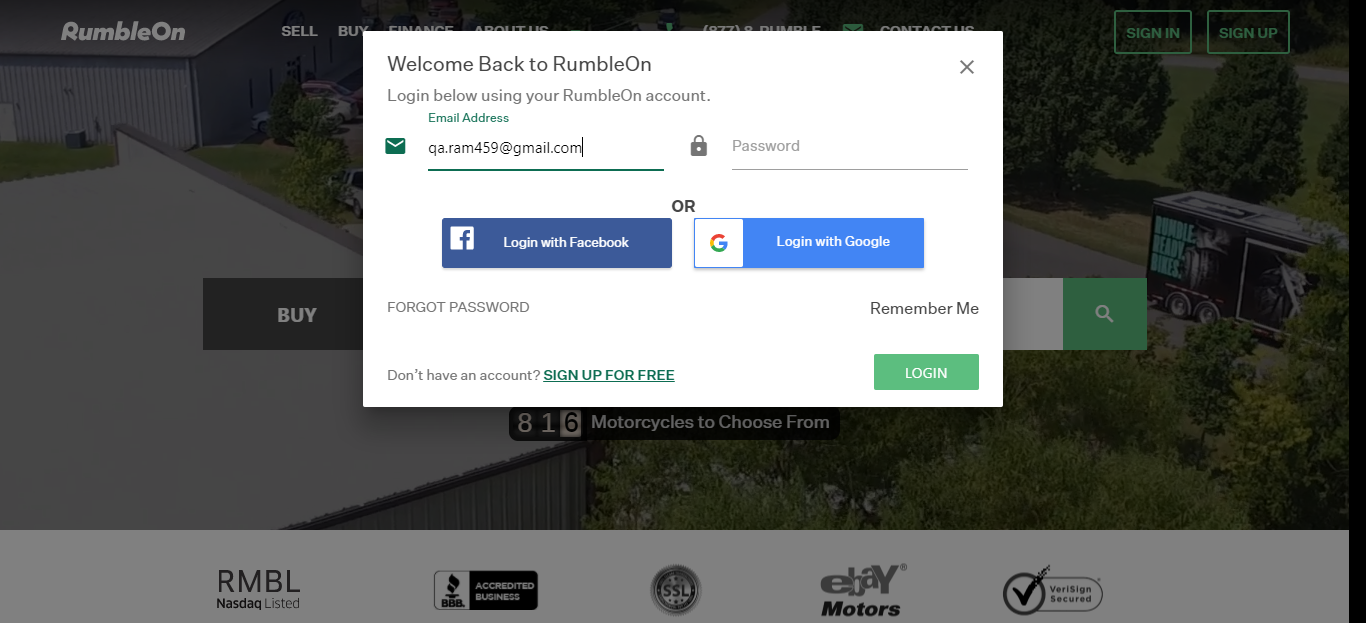 RumbleOn
SELL BUY FINANCE ABOUT US (877) 8-RUMBLE CONTACT US SIGN IN SIGN UP
Welcome Back to RumbleOn
Login below using your RumbleOn account.
Email Address
qa.ram459@gmail.com
Password
OR
Login with Facebook
Login with Google
FORGOT PASSWORD
Remember Me
Don't have an account? SIGN UP FOR FREE
LOGIN
BUY
816 Motorcycles to Choose From
RMBL
Nasdaq Listed
BBB.
ACCREDITED
BUSINESS
SSL
ebaY®
Motors
VeriSign
Secured